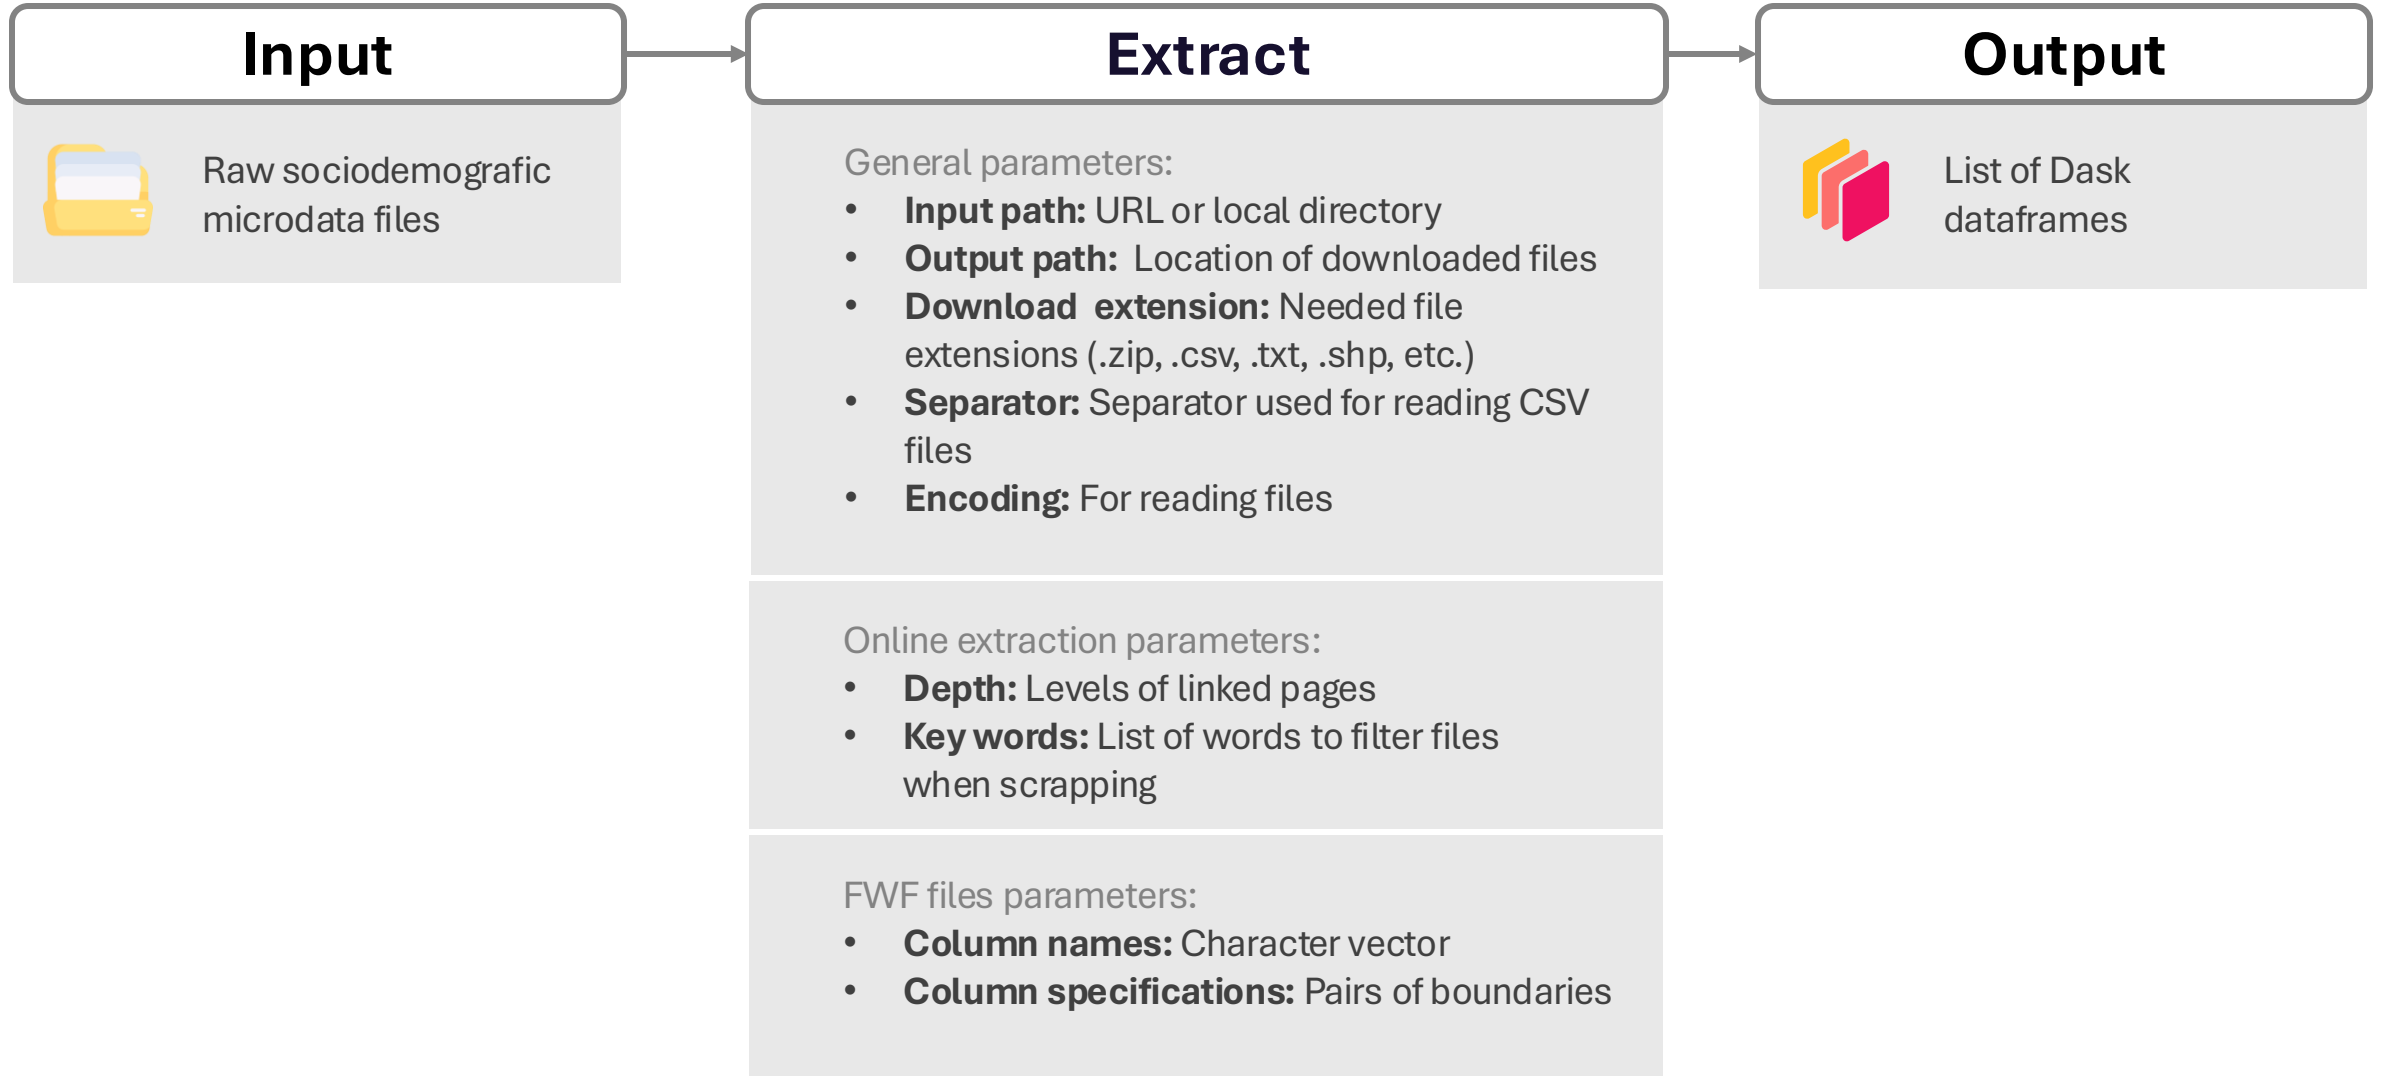 Input
Extract
Output
Raw sociodemografic
microdata files
General parameters:
• Input path: URL or local directory
• Output path: Location of downloaded files
• Download extension: Needed file
extensions (.zip, .csv, .txt, .shp, etc.)
• Separator: Separator used for reading CSV
files
• Encoding: For reading files
Online extraction parameters:
• Depth: Levels of linked pages
• Key words: List of words to filter files
when scrapping
FWF files parameters:
• Column names: Character vector
• Column specifications: Pairs of boundaries
List of Dask
dataframes